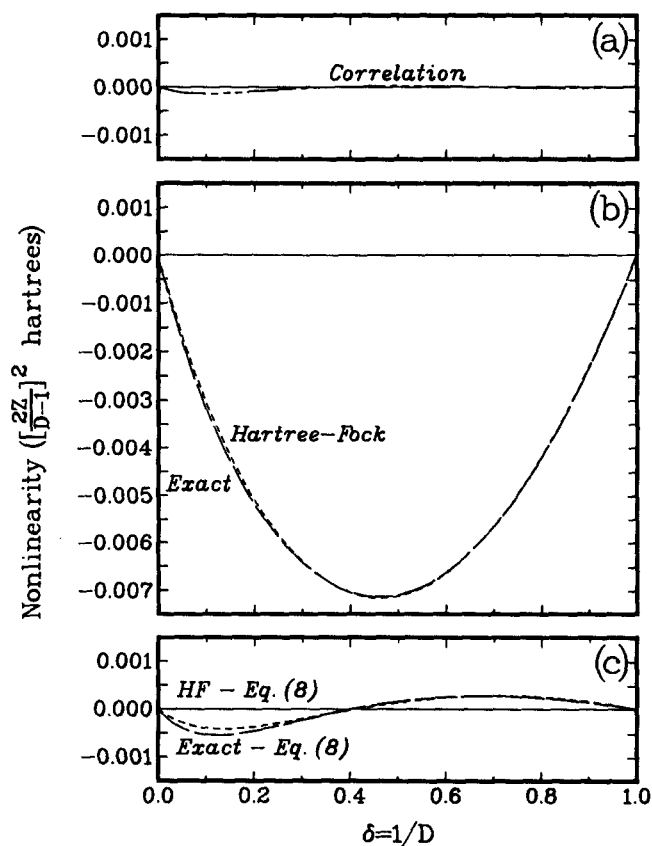 (a)
0.001
0.000
−0.001
Correlation
(b)
0.001
0.000
−0.001
−0.002
−0.003
−0.004
−0.005
−0.006
−0.007
Hartree−Fock
Exact
Nonlinearity ([2Z/D−1]² hartrees)
(c)
0.001
0.000
−0.001
HF − Eq. (8)
Exact − Eq. (8)
0.0 0.2 0.4 0.6 0.8 1.0
δ=1/D